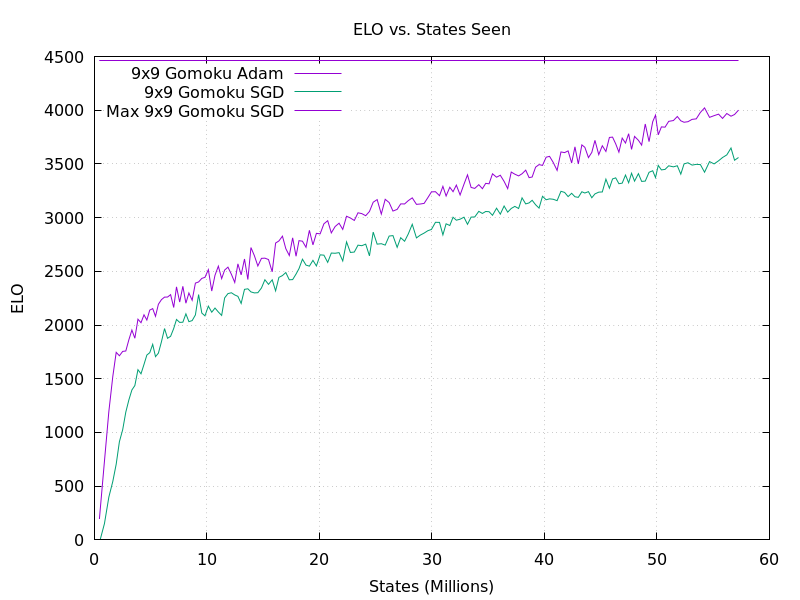 ELO vs. States Seen
4500
4000
3500
3000
2500
2000
1500
1000
500
0
ELO
9x9 Gomoku Adam
9x9 Gomoku SGD
Max 9x9 Gomoku SGD
0 10 20 30 40 50 60
States (Millions)